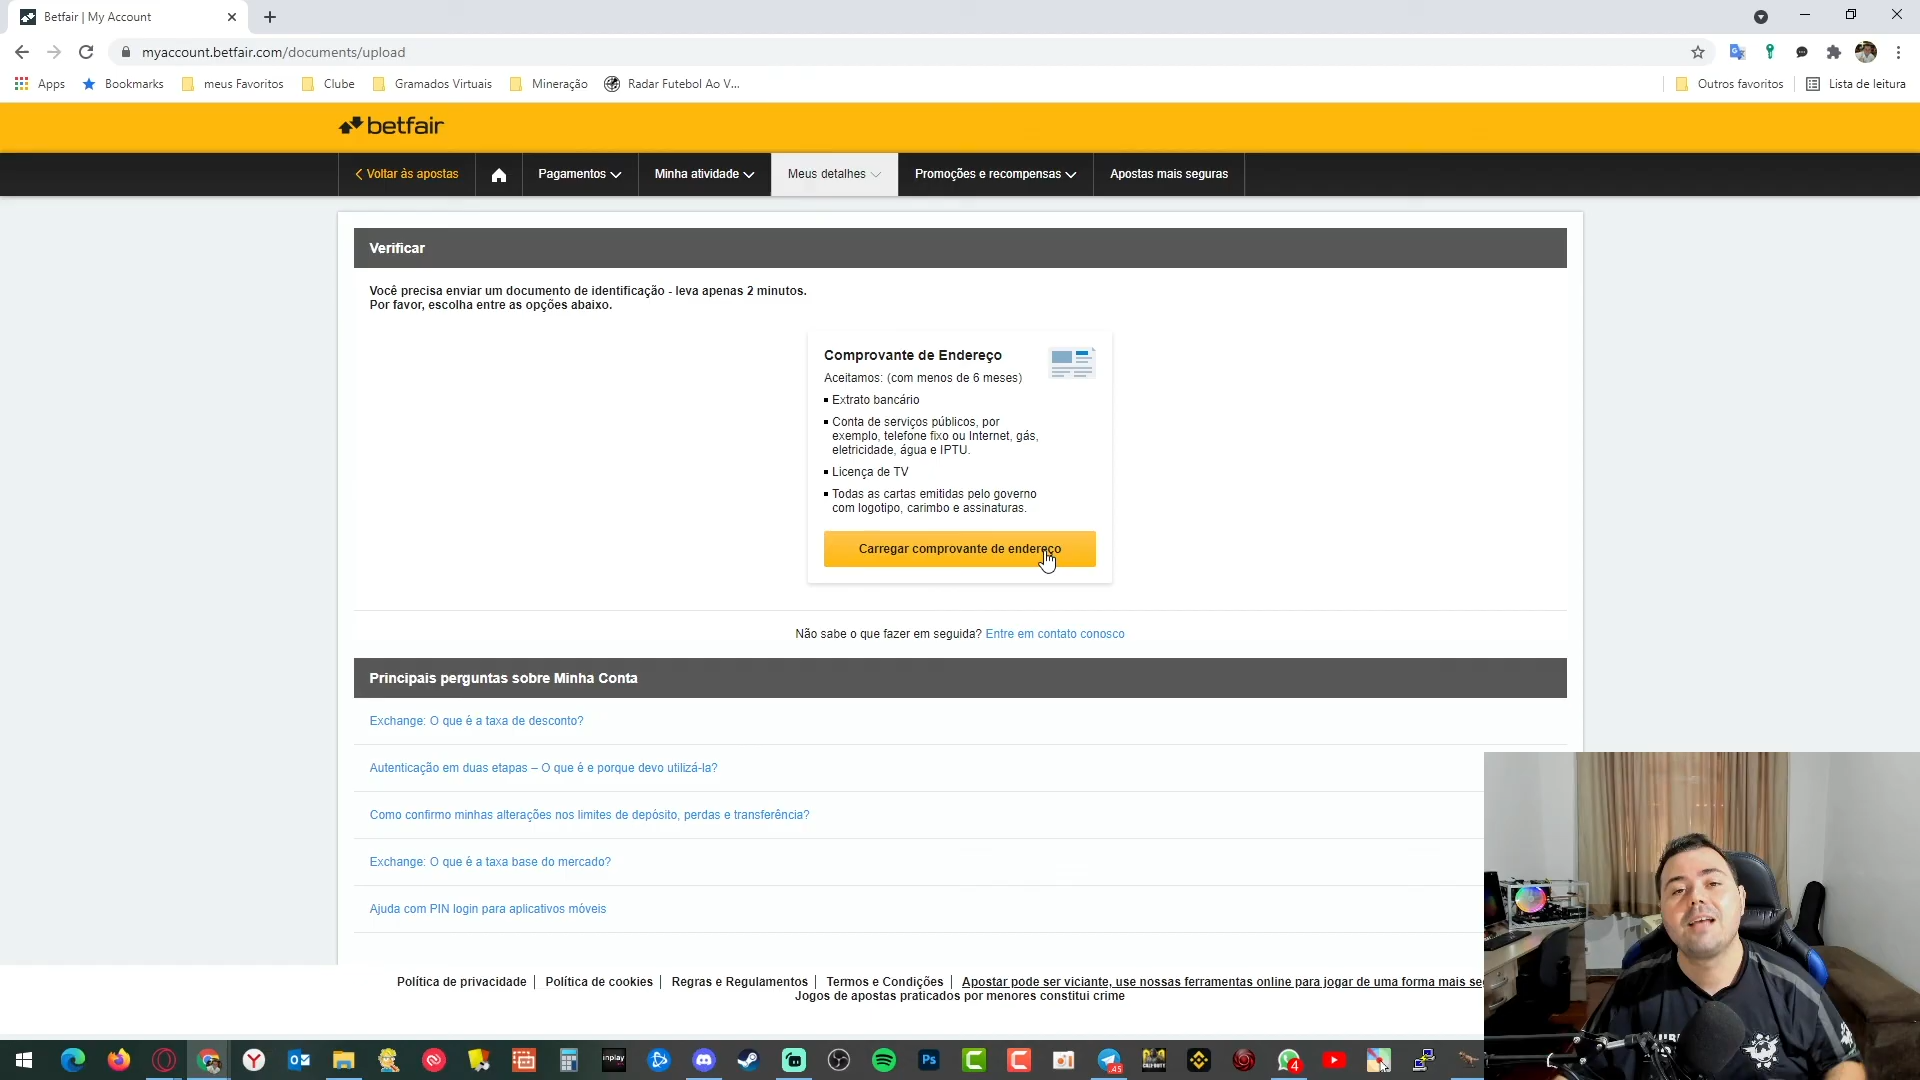 Betfair | My Account
myaccount.betfair.com/documents/upload
Apps
Bookmarks
meus Favoritos
Clube
Gramados Virtuais
Mineração
Radar Futebol Ao V...
Outros favoritos
Lista de leitura
betfair
Voltar às apostas
Pagamentos
Minha atividade
Meus detalhes
Promoções e recompensas
Apostas mais seguras
Verificar
Você precisa enviar um documento de identificação - leva apenas 2 minutos.
Por favor, escolha entre as opções abaixo.
Comprovante de Endereço
Aceitamos: (com menos de 6 meses)
Extrato bancário
Conta de serviços públicos, por
exemplo, telefone fixo ou Internet, gás,
eletricidade, água e IPTU.
Licença de TV
Todas as cartas emitidas pelo governo
com logotipo, carimbo e assinaturas.
Carregar comprovante de endereço
Não sabe o que fazer em seguida? Entre em contato conosco
Principais perguntas sobre Minha Conta
Exchange: O que é a taxa de desconto?
Autenticação em duas etapas – O que é e porque devo utilizá-la?
Como confirmo minhas alterações nos limites de depósito, perdas e transferência?
Exchange: O que é a taxa base do mercado?
Ajuda com PIN login para aplicativos móveis
Política de privacidade
Política de cookies
Regras e Regulamentos
Termos e Condições
Apostar pode ser viciante, use nossas ferramentas online para jogar de uma forma mais se
Jogos de apostas praticados por menores constitui crime
inplay
Ps
45
4